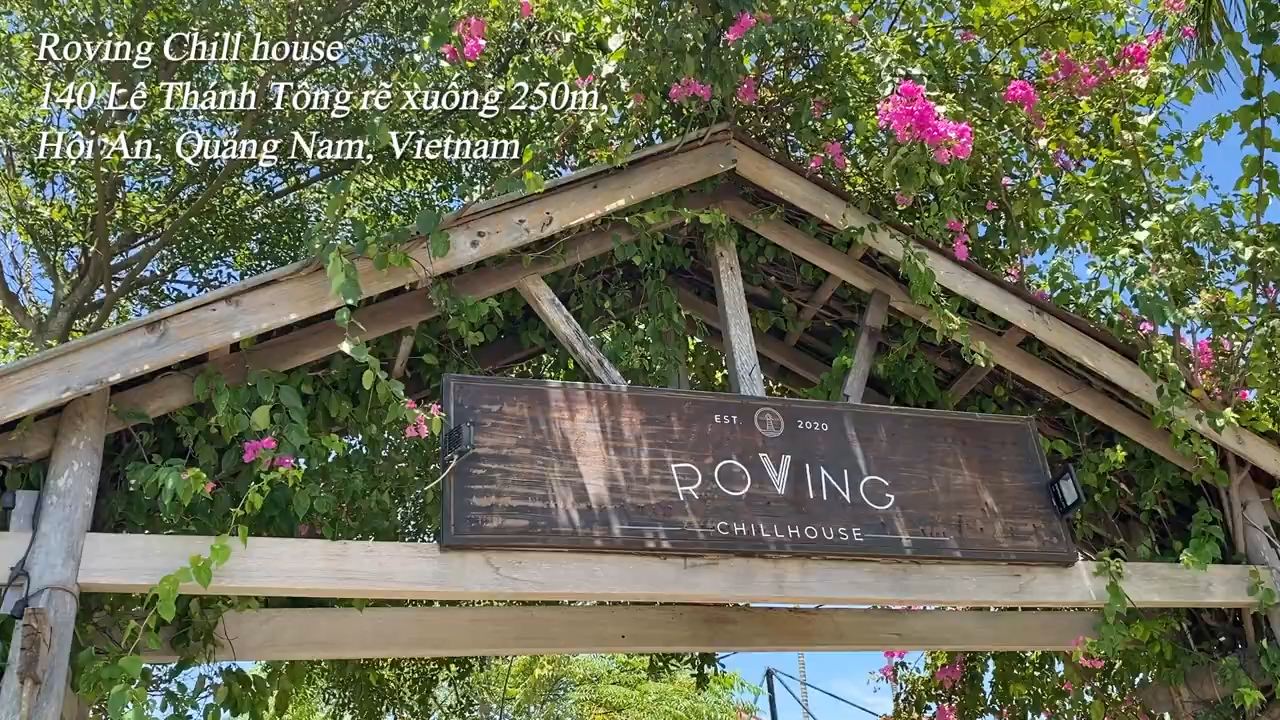 Roving Chill house
140 Lê Thánh Tông rẽ xuống 250m,
Hội An, Quảng Nam, Vietnam
EST. 2020
ROVING
CHILLHOUSE